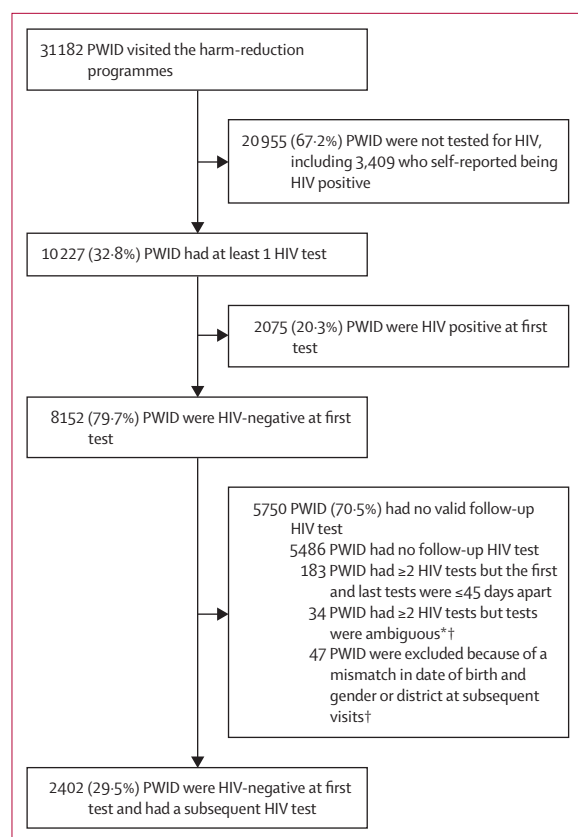 31182 PWID visited the harm-reduction
programmes
20955 (67·2%) PWID were not tested for HIV,
including 3,409 who self-reported being
HIV positive
10227 (32·8%) PWID had at least 1 HIV test
2075 (20·3%) PWID were HIV positive at first
test
8152 (79·7%) PWID were HIV-negative at first
test
5750 PWID (70·5%) had no valid follow-up
HIV test
5486 PWID had no follow-up HIV test
183 PWID had ≥2 HIV tests but the first
and last tests were ≤45 days apart
34 PWID had ≥2 HIV tests but tests
were ambiguous*†
47 PWID were excluded because of a
mismatch in date of birth and
gender or district at subsequent
visits†
2402 (29·5%) PWID were HIV-negative at first
test and had a subsequent HIV test